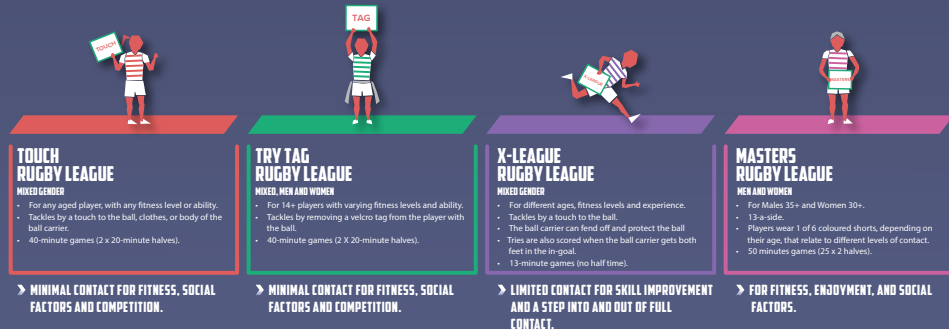 TOUCH
TAG
X-LEAGUE
MASTERS
TOUCH
RUGBY LEAGUE
MIXED GENDER
• For any aged player, with any fitness level or ability.
• Tackles by a touch to the ball, clothes, or body of the
ball carrier.
• 40-minute games (2 x 20-minute halves).
MINIMAL CONTACT FOR FITNESS, SOCIAL
FACTORS AND COMPETITION.
TRY TAG
RUGBY LEAGUE
MIXED, MEN AND WOMEN
• For 14+ players with varying fitness levels and ability.
• Tackles by removing a velcro tag from the player with
the ball.
• 40-minute games (2 X 20-minute halves).
MINIMAL CONTACT FOR FITNESS, SOCIAL
FACTORS AND COMPETITION.
X-LEAGUE
RUGBY LEAGUE
MIXED GENDER
• For different ages, fitness levels and experience.
• Tackles by a touch to the ball.
• The ball carrier can fend off and protect the ball
• Tries are also scored when the ball carrier gets both
feet in the in-goal.
• 13-minute games (no half time).
LIMITED CONTACT FOR SKILL IMPROVEMENT
AND A STEP INTO AND OUT OF FULL
CONTACT.
MASTERS
RUGBY LEAGUE
MEN AND WOMEN
• For Males 35+ and Women 30+.
• 13-a-side.
• Players wear 1 of 6 coloured shorts, depending on
their age, that relate to different levels of contact.
• 50 minutes games (25 x 2 halves).
FOR FITNESS, ENJOYMENT, AND SOCIAL
FACTORS.